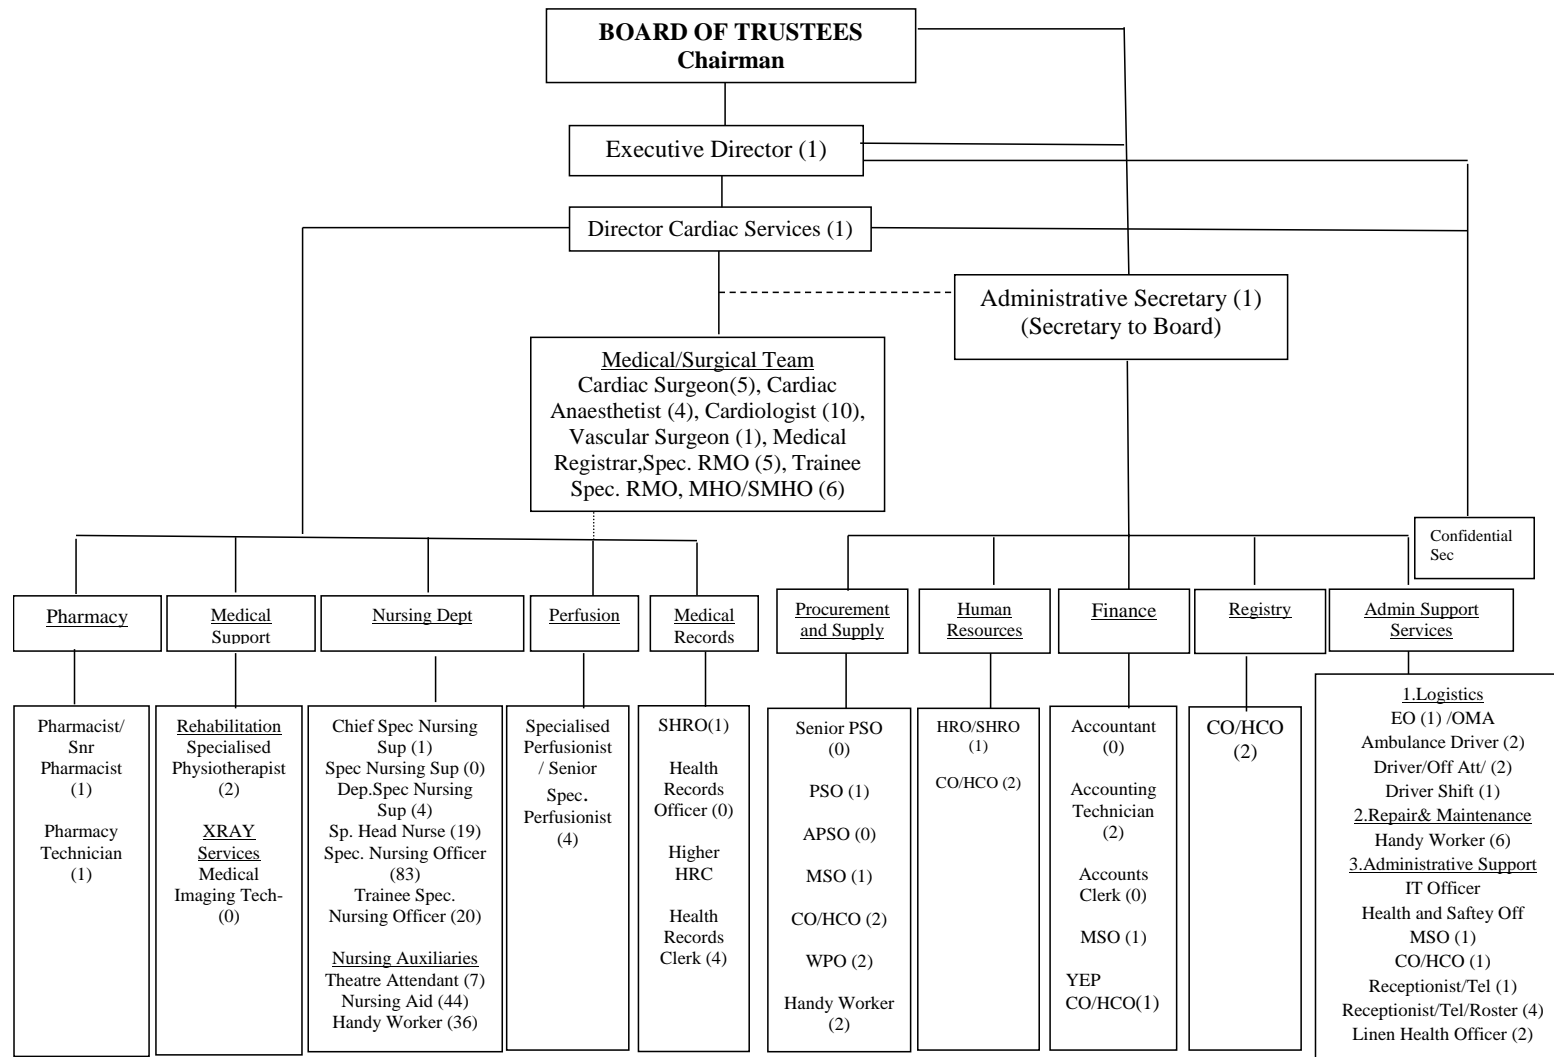 BOARD OF TRUSTEES
Chairman
Executive Director (1)
Director Cardiac Services (1)
Administrative Secretary (1)
(Secretary to Board)
Medical/Surgical Team
Cardiac Surgeon(5), Cardiac
Anaesthetist (4), Cardiologist (10),
Vascular Surgeon (1), Medical
Registrar,Spec. RMO (5), Trainee
Spec. RMO, MHO/SMHO (6)
Confidential
Sec
Pharmacy
Medical
Support
Nursing Dept
Perfusion
Medical
Records
Procurement
and Supply
Human
Resources
Finance
Registry
Admin Support
Services
Pharmacist/
Snr
Pharmacist
(1)
Pharmacy
Technician
(1)
Rehabilitation
Specialised
Physiotherapist
(2)
XRAY
Services
Medical
Imaging Tech-
(0)
Chief Spec Nursing
Sup (1)
Spec Nursing Sup (0)
Dep.Spec Nursing
Sup (4)
Sp. Head Nurse (19)
Spec. Nursing Officer
(83)
Trainee Spec.
Nursing Officer (20)
Nursing Auxiliaries
Theatre Attendant (7)
Nursing Aid (44)
Handy Worker (36)
Specialised
Perfusionist
/ Senior
Spec.
Perfusionist
(4)
SHRO(1)
Health
Records
Officer (0)
Higher
HRC
Health
Records
Clerk (4)
Senior PSO
(0)
PSO (1)
APSO (0)
MSO (1)
CO/HCO (2)
WPO (2)
Handy Worker
(2)
HRO/SHRO
(1)
CO/HCO (2)
Accountant
(0)
Accounting
Technician
(2)
Accounts
Clerk (0)
MSO (1)
YEP
CO/HCO(1)
CO/HCO
(2)
1.Logistics
EO (1) /OMA
Ambulance Driver (2)
Driver/Off Att/ (2)
Driver Shift (1)
2.Repair& Maintenance
Handy Worker (6)
3.Administrative Support
IT Officer
Health and Saftey Off
MSO (1)
CO/HCO (1)
Receptionist/Tel (1)
Receptionist/Tel/Roster (4)
Linen Health Officer (2)